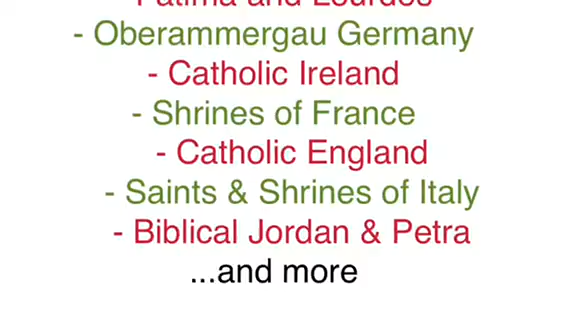 Fatima and Lourdes
- Oberammergau Germany
- Catholic Ireland
- Shrines of France
- Catholic England
- Saints & Shrines of Italy
- Biblical Jordan & Petra
...and more